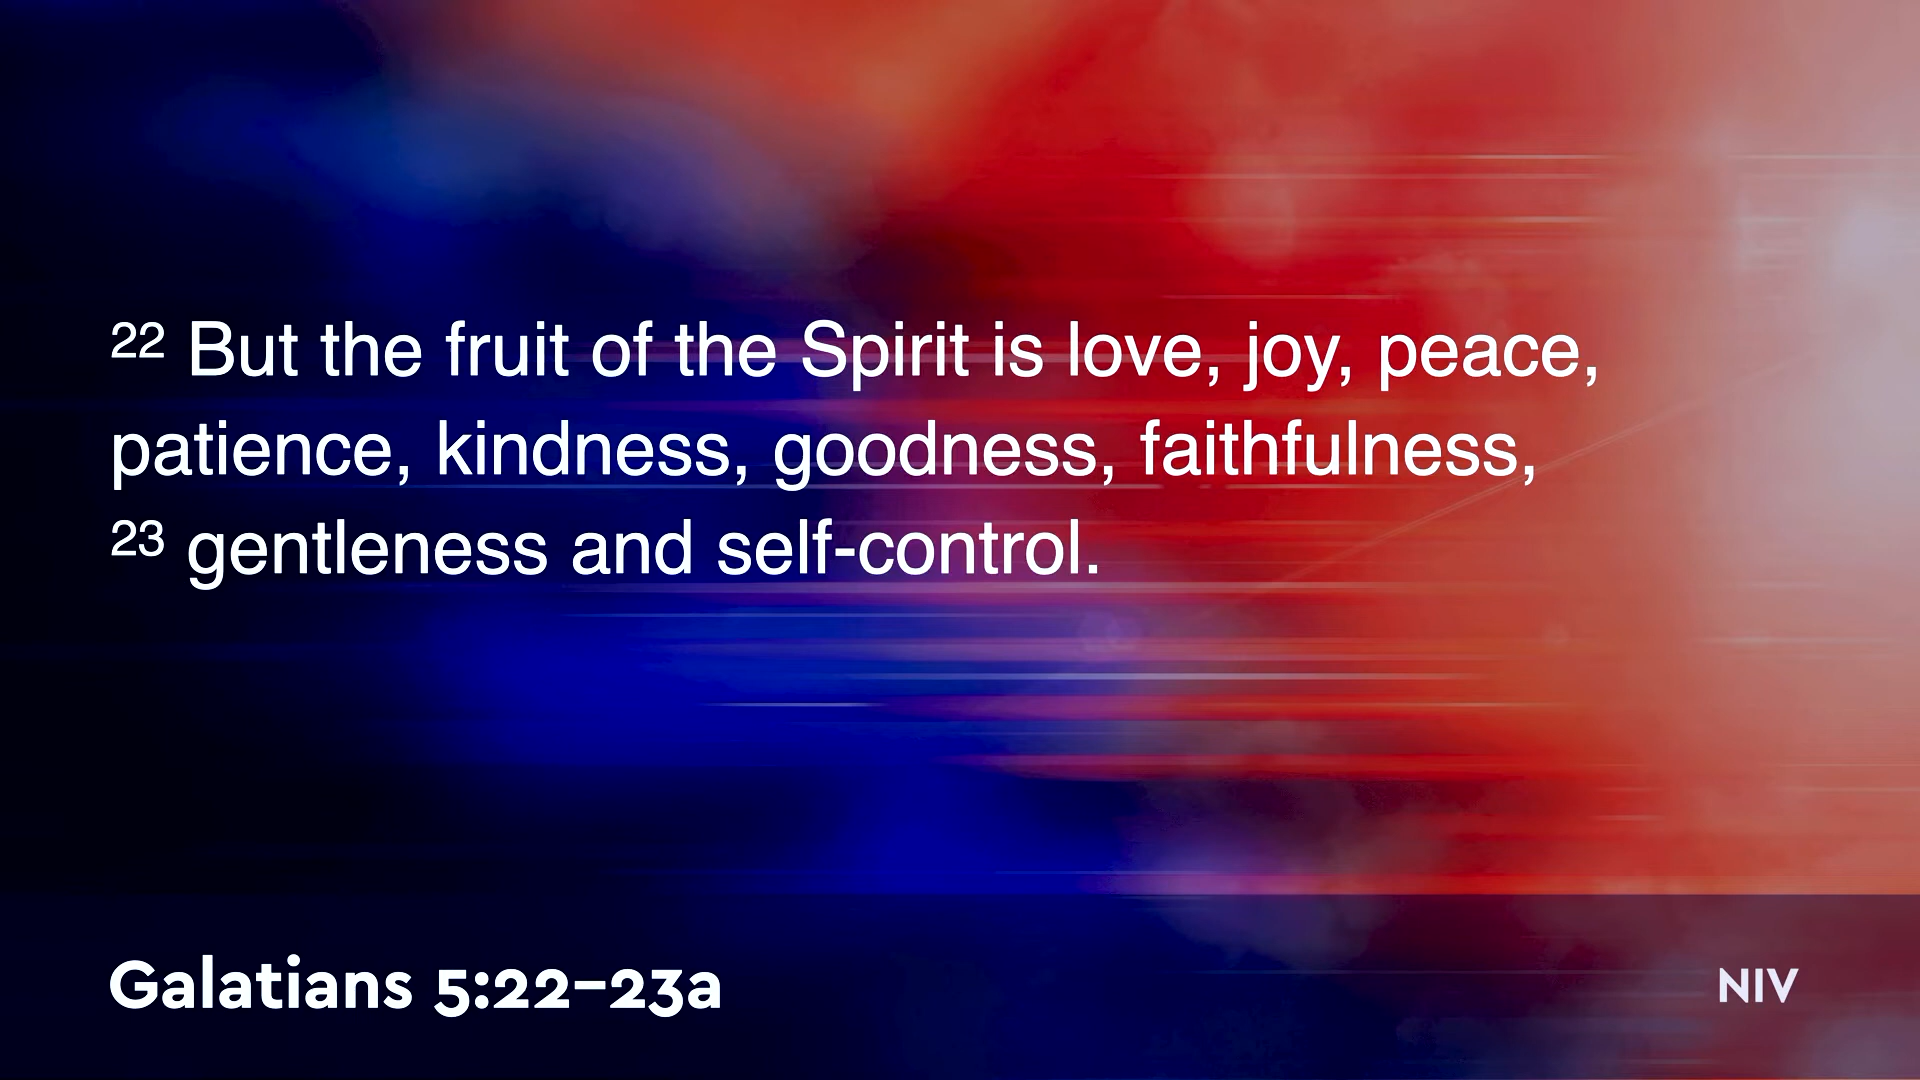 22 But the fruit of the Spirit is love, joy, peace,
patience, kindness, goodness, faithfulness,
23 gentleness and self-control.
Galatians 5:22–23a
NIV